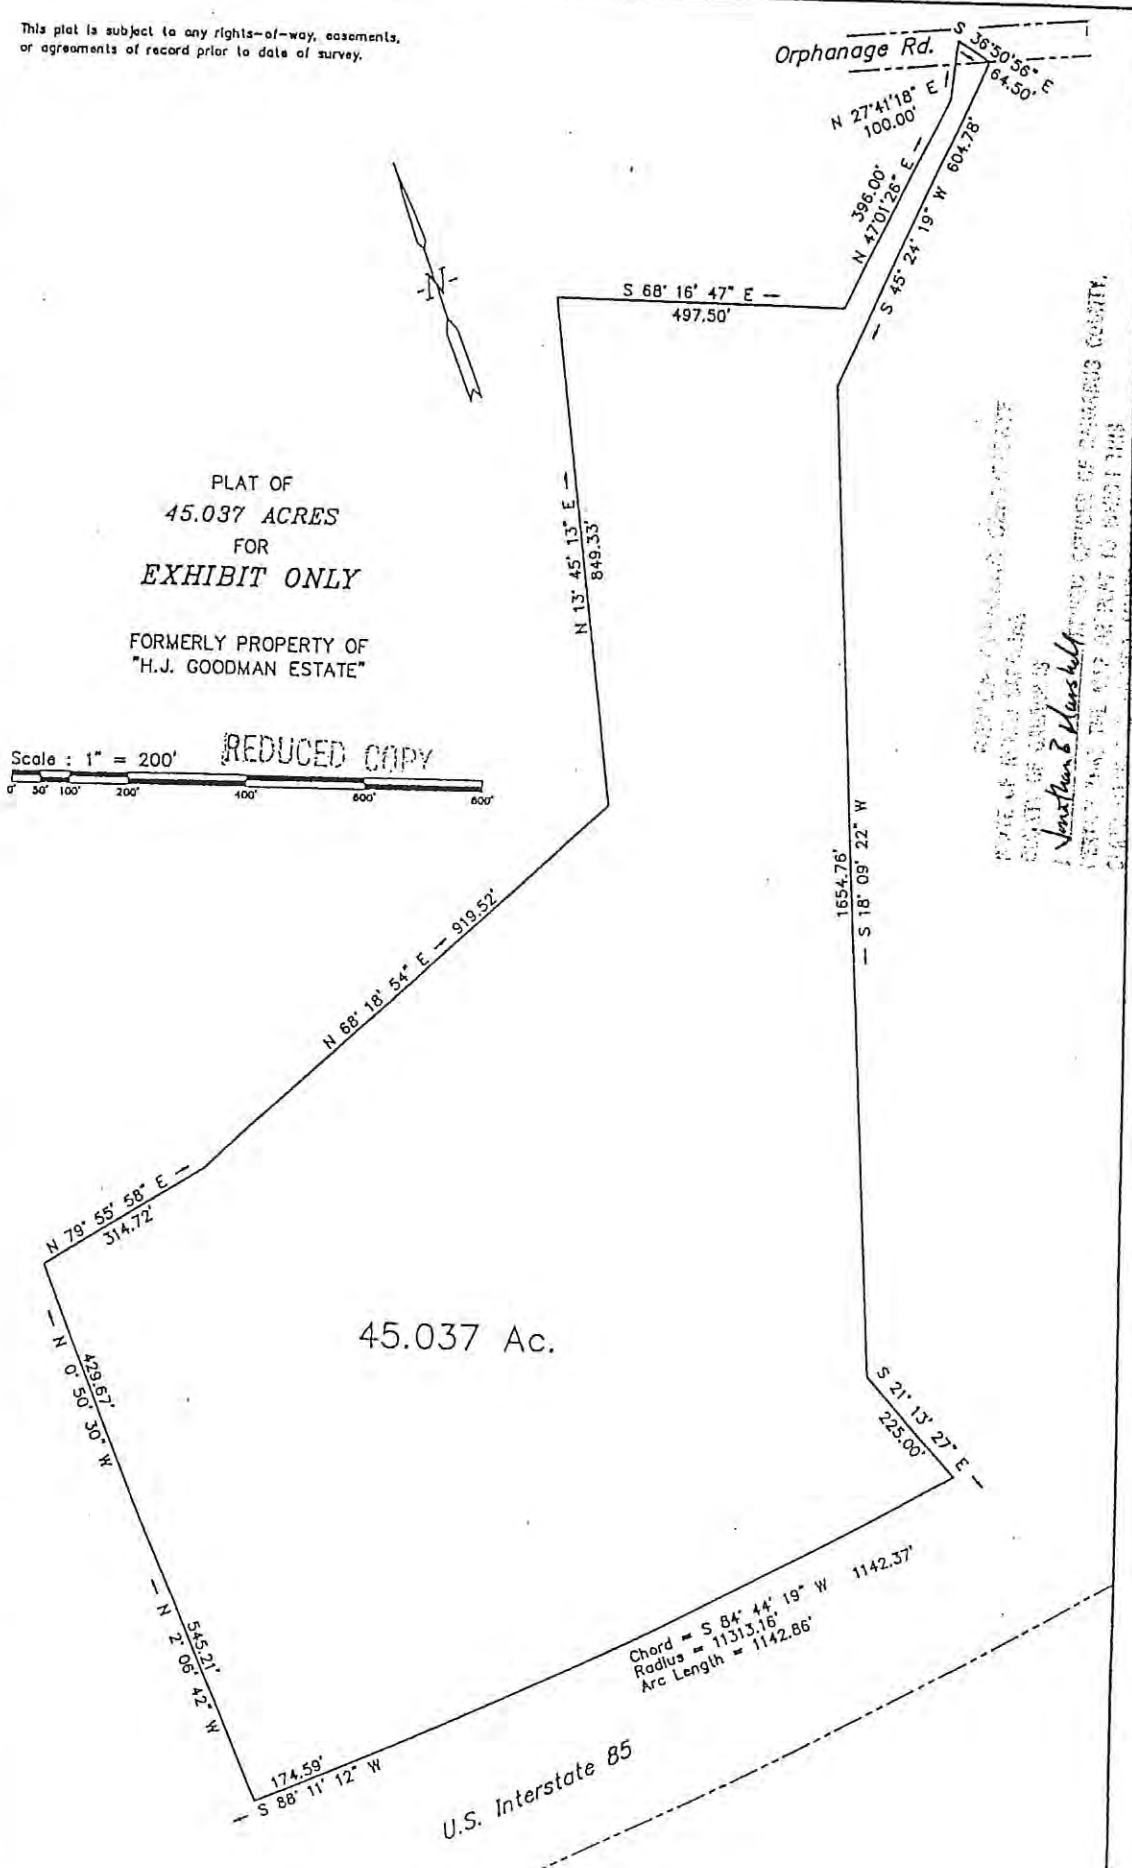 This plat is subject to any rights-of-way, easements,
or agreements of record prior to date of survey.
Orphanage Rd.
S 36°50'56" E
64.50'
N 27°41'18" E
100.00'
396.00'
N 47°01'26" E
S 45° 24' 19" W 604.78'
S 68° 16' 47" E
497.50'
N
PLAT OF
45.037 ACRES
FOR
EXHIBIT ONLY
FORMERLY PROPERTY OF
"H.J. GOODMAN ESTATE"
N 13° 45' 13" E
849.33'
Scale : 1" = 200'
REDUCED COPY
0' 50' 100' 200' 400' 600' 800'
Jonathan B Marshall
1654.76'
S 18° 09' 22" W
N 68° 18' 54" E 919.52'
N 79° 55' 58" E
314.72'
45.037 Ac.
429.67'
N 0° 50' 30" W
S 21° 13' 27" E
225.00'
545.21'
N 2° 06' 42" W
Chord = S 84° 44' 19" W 1142.37'
Radius = 11313.16'
Arc Length = 1142.86'
174.59'
S 88° 11' 12" W
U.S. Interstate 85